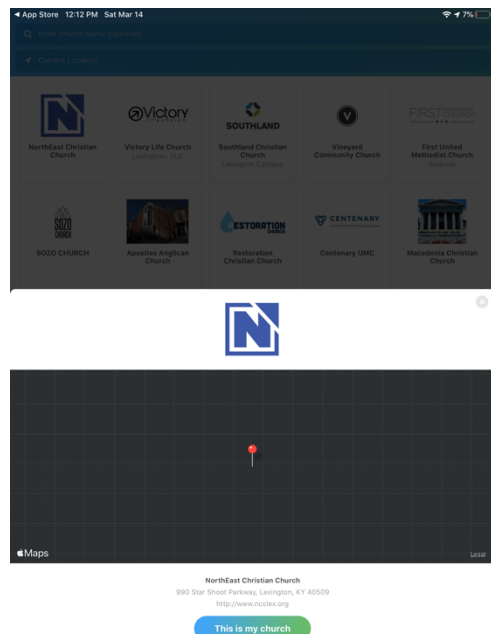 App Store 12:12 PM Sat Mar 14 7%
Enter church name (optional)
Current Location
N
Victory
SOUTHLAND
V
FIRST
NorthEast Christian
Church
Victory Life Church
Lexington - VLC
Southland Christian
Church
Lexington Campus
Vineyard
Community Church
First United
Methodist Church
Andover
SOZO
CHURCH
ESTORATION
CHURCH
CENTENARY
SOZO CHURCH
Apostles Anglican
Church
Restoration
Christian Church
Centenary UMC
Macedonia Christian
Church
N
Maps
Legal
NorthEast Christian Church
990 Star Shoot Parkway, Lexington, KY 40509
http://www.ncclex.org
This is my church